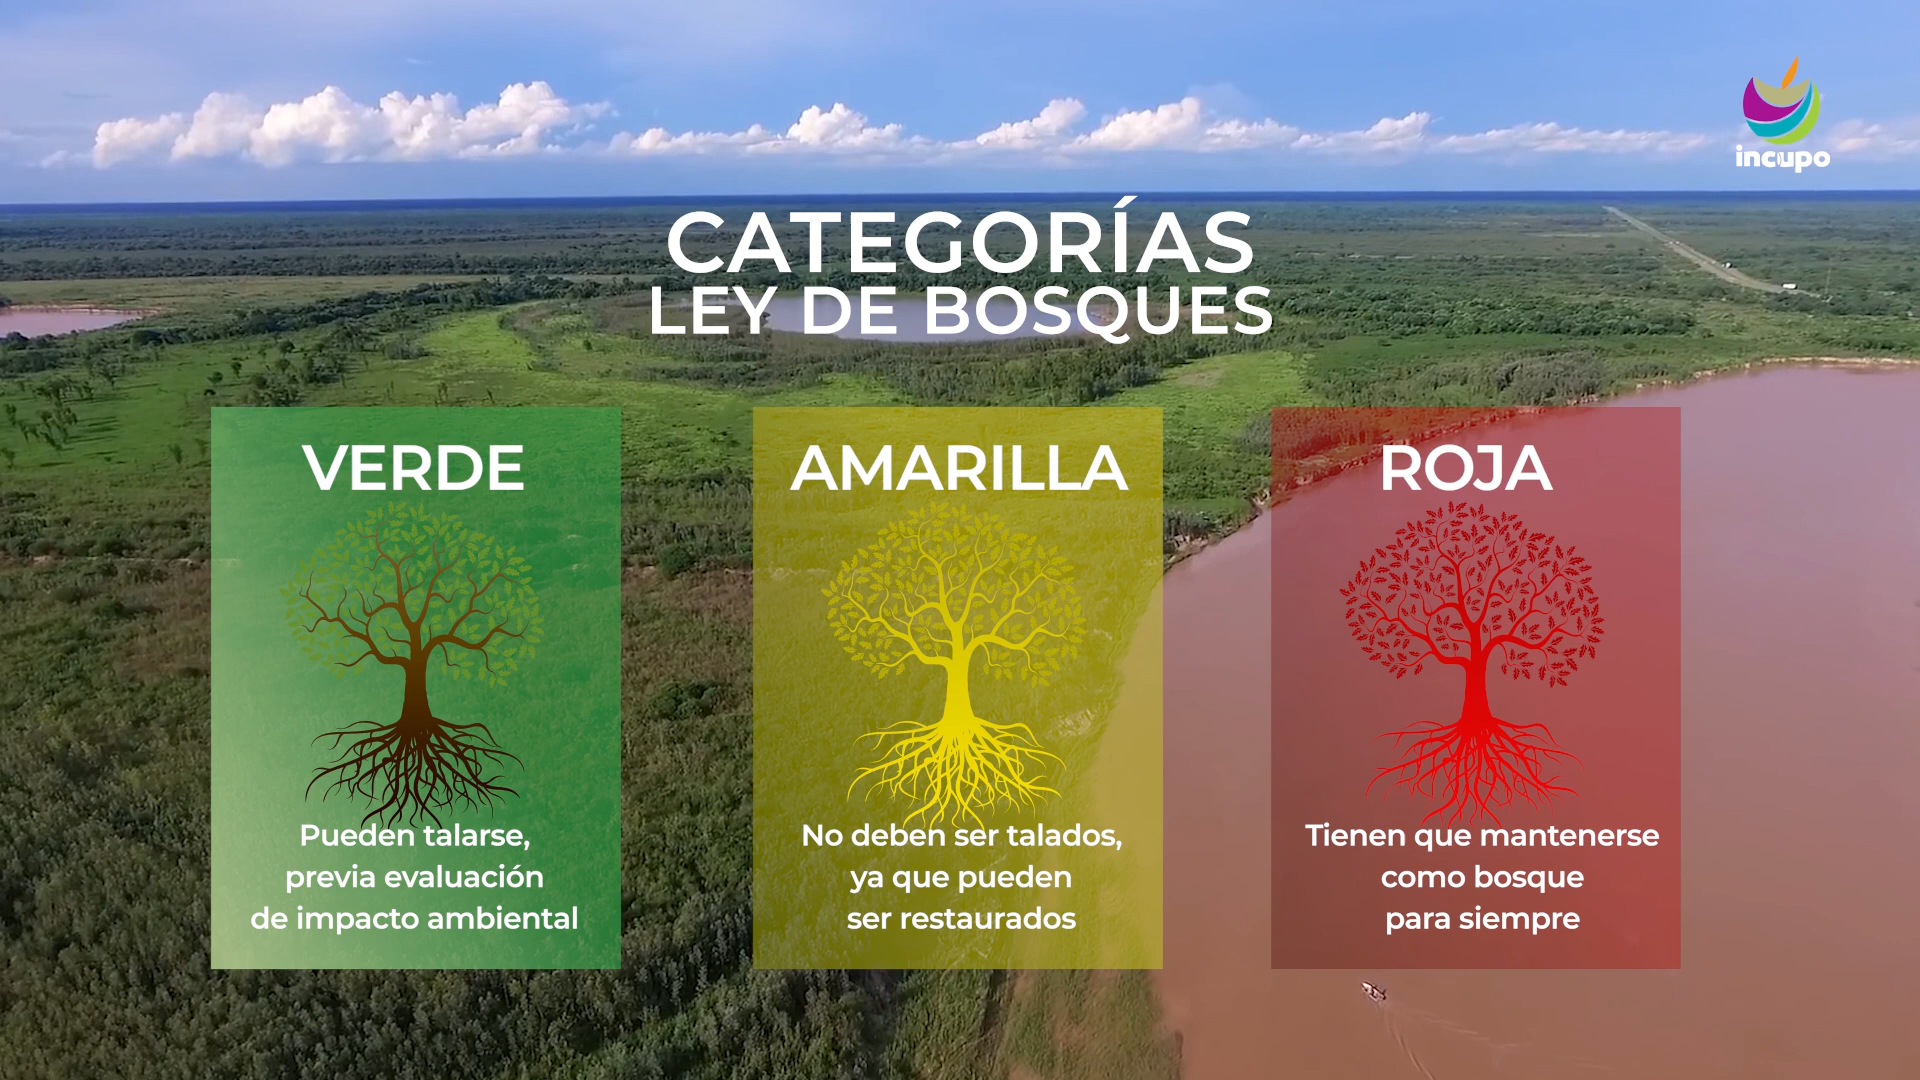 incupo
CATEGORÍAS
LEY DE BOSQUES
VERDE
Pueden talarse,
previa evaluación
de impacto ambiental
AMARILLA
No deben ser talados,
ya que pueden
ser restaurados
ROJA
Tienen que mantenerse
como bosque
para siempre